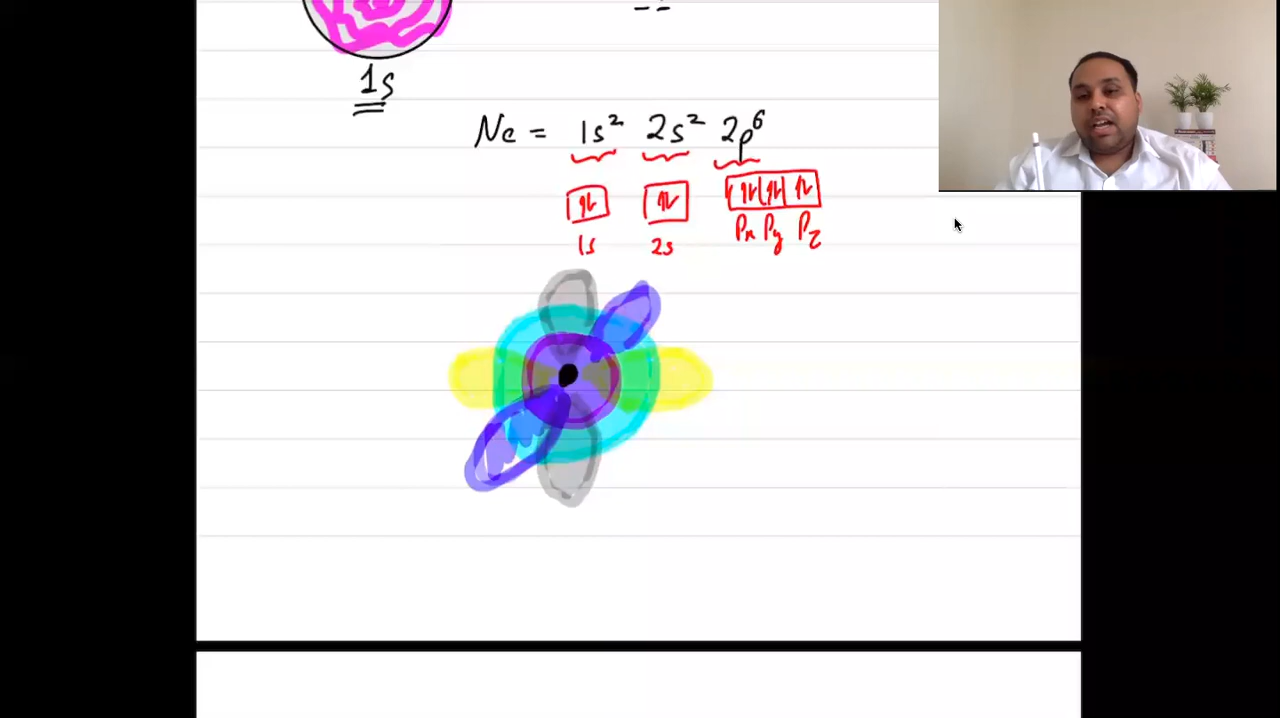 1s
Ne = 1s² 2s² 2p⁶
1s 2s Px Py Pz